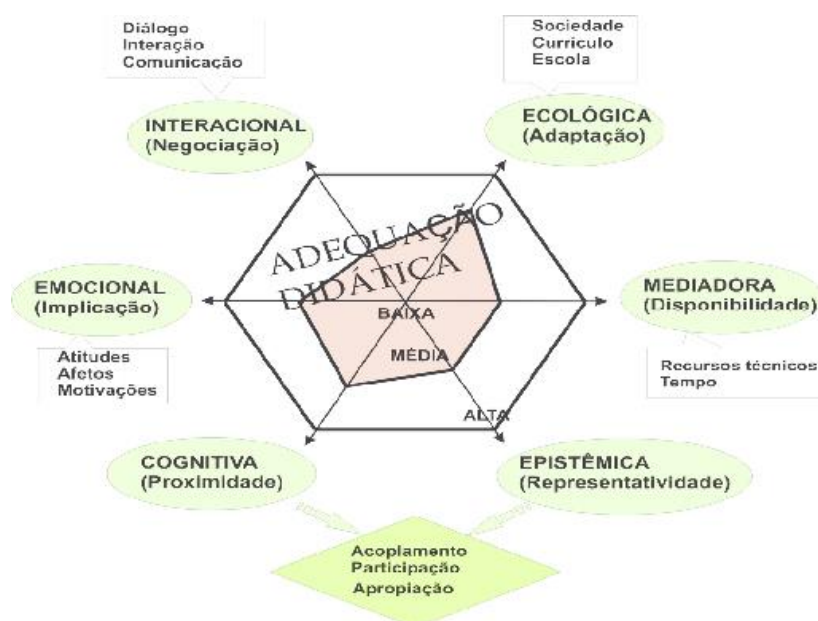 Diálogo
Interação
Comunicação
Sociedade
Currículo
Escola
INTERACIONAL
(Negociação)
ECOLÓGICA
(Adaptação)
ADEQUAÇÃO
DIDÁTICA
EMOCIONAL
(Implicação)
MEDIADORA
(Disponibilidade)
BAIXA
MÉDIA
ALTA
Atitudes
Afetos
Motivações
Recursos técnicos
Tempo
COGNITIVA
(Proximidade)
EPISTÊMICA
(Representatividade)
Acoplamento
Participação
Apropiação